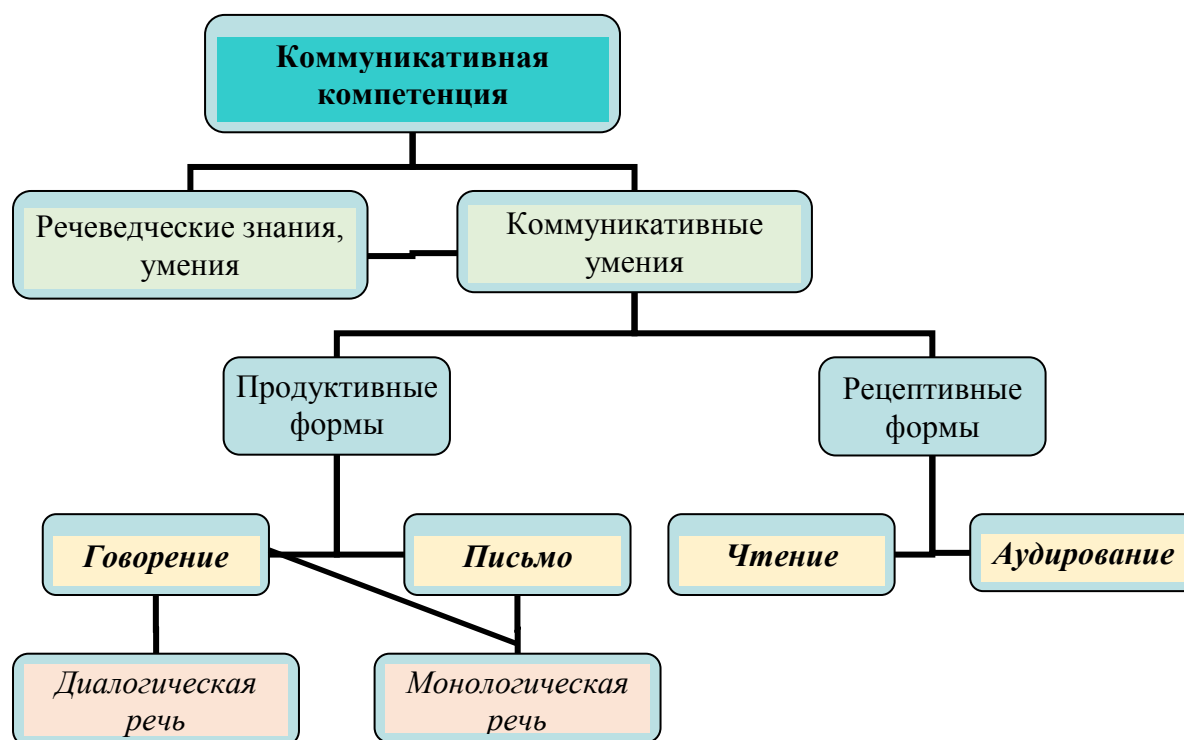 Коммуникативная
компетенция
Речеведческие знания,
умения
Коммуникативные
умения
Продуктивные
формы
Рецептивные
формы
Говорение
Письмо
Чтение
Аудирование
Диалогическая
речь
Монологическая
речь